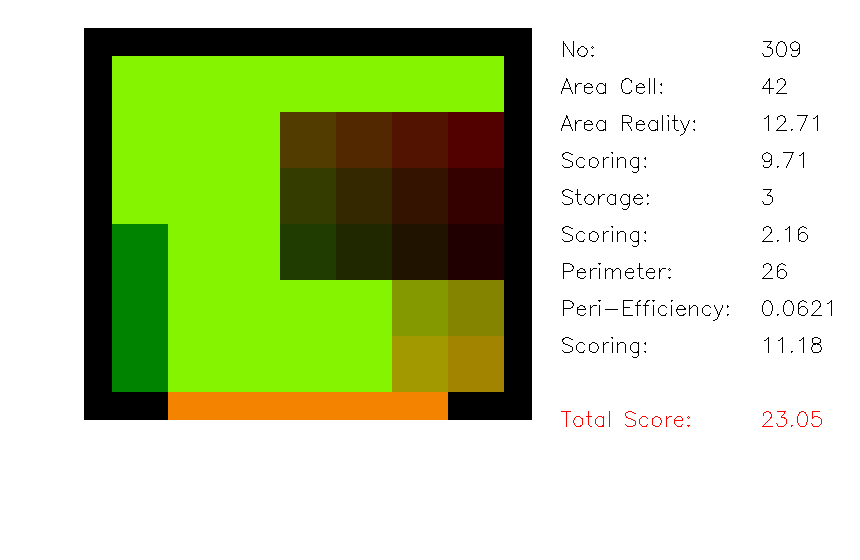 No: 309
Area Cell: 42
Area Reality: 12.71
Scoring: 9.71
Storage: 3
Scoring: 2.16
Perimeter: 26
Peri-Efficiency: 0.0621
Scoring: 11.18
Total Score: 23.05